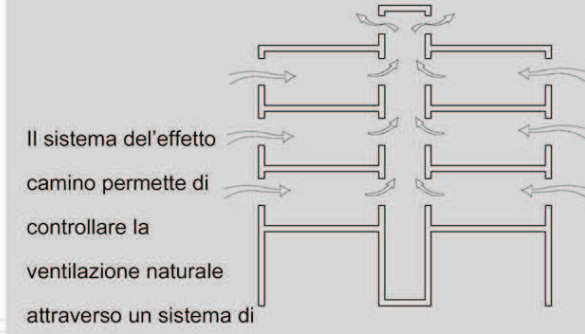 Il sistema del'effetto
camino permette di
controllare la
ventilazione naturale
attraverso un sistema di